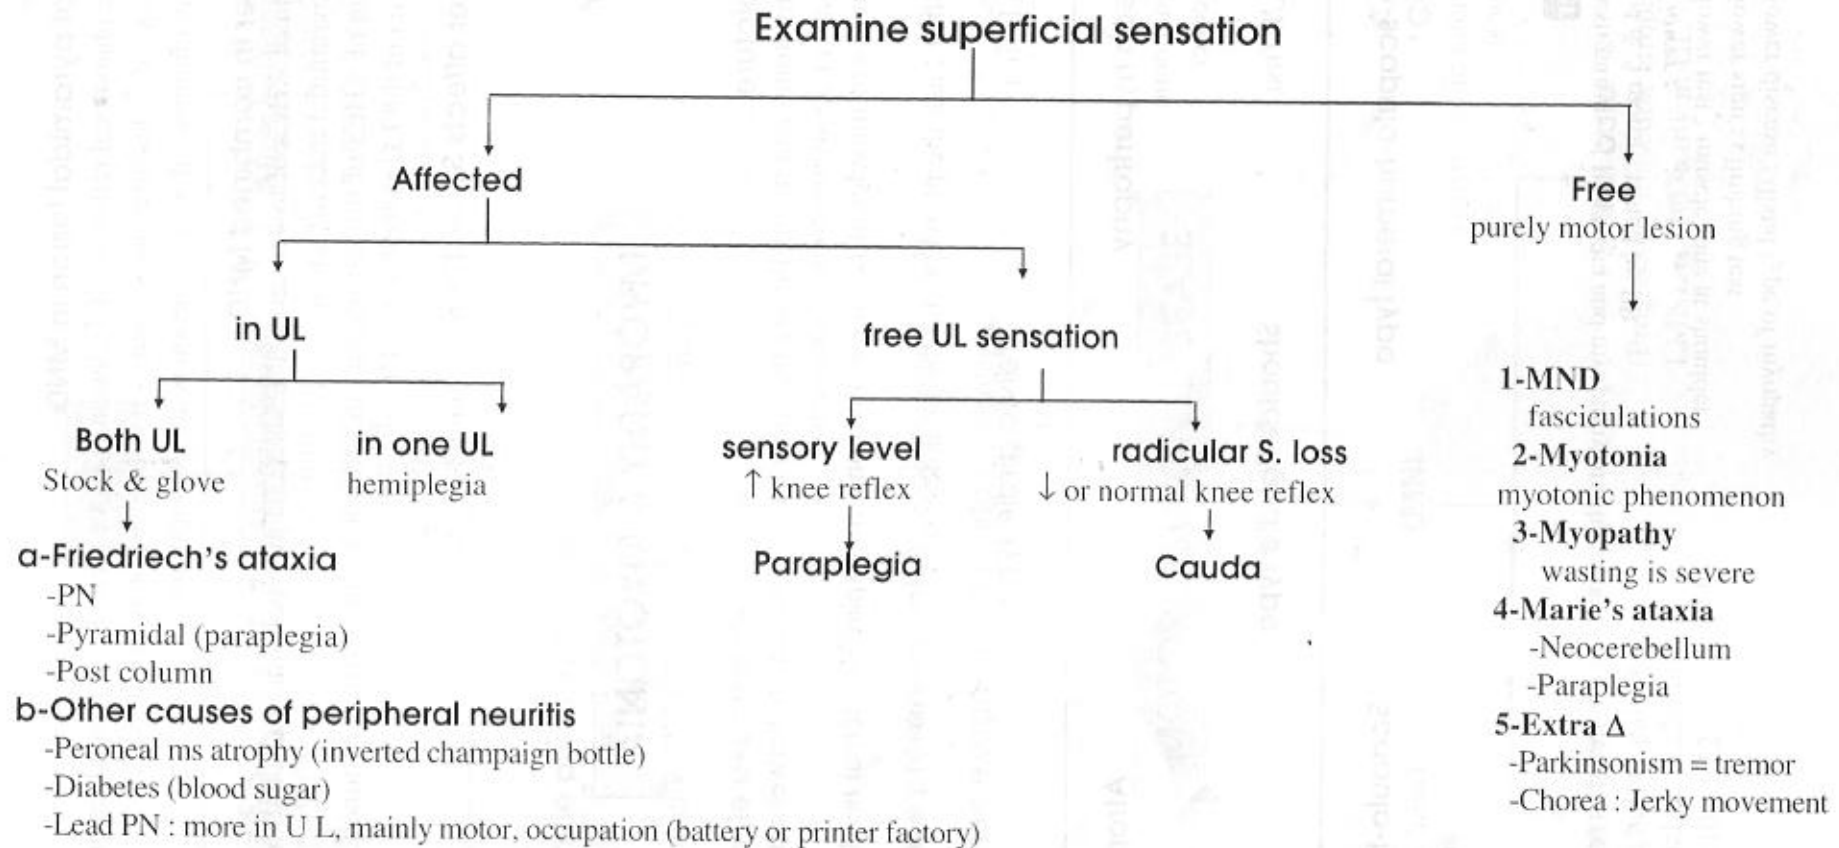 Examine superficial sensation
Affected
Free
purely motor lesion
in UL
free UL sensation
Both UL
Stock & glove
in one UL
hemiplegia
sensory level
↑ knee reflex
radicular S. loss
↓ or normal knee reflex
Paraplegia
Cauda
a-Friedriech's ataxia
-PN
-Pyramidal (paraplegia)
-Post column
b-Other causes of peripheral neuritis
-Peroneal ms atrophy (inverted champaign bottle)
-Diabetes (blood sugar)
-Lead PN : more in U L, mainly motor, occupation (battery or printer factory)
1-MND
fasciculations
2-Myotonia
myotonic phenomenon
3-Myopathy
wasting is severe
4-Marie's ataxia
-Neocerebellum
-Paraplegia
5-Extra Δ
-Parkinsonism = tremor
-Chorea : Jerky movement